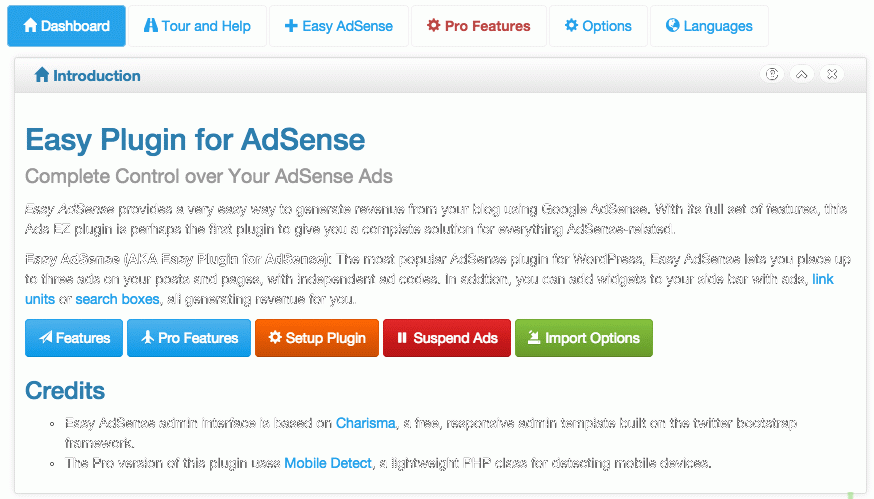 Dashboard
Tour and Help
Easy AdSense
Pro Features
Options
Languages
Introduction
Easy Plugin for AdSense
Complete Control over Your AdSense Ads
Easy AdSense provides a very easy way to generate revenue from your blog using Google AdSense. With its full set of features, this
Ads EZ plugin is perhaps the first plugin to give you a complete solution for everything AdSense-related.
Easy AdSense (AKA Easy Plugin for AdSense): The most popular AdSense plugin for WordPress, Easy AdSense lets you place up
to three ads on your posts and pages, with independent ad codes. In addtion, you can add widgets to your side bar with ads, link
units or search boxes, all generating revenue for you.
Features
Pro Features
Setup Plugin
Suspend Ads
Import Options
Credits
Easy AdSense admin interface is based on Charisma, a free, responsive admin template built on the twitter bootstrap
framework.
The Pro version of this plugin uses Mobile Detect, a lightweight PHP class for detecting mobile devices.